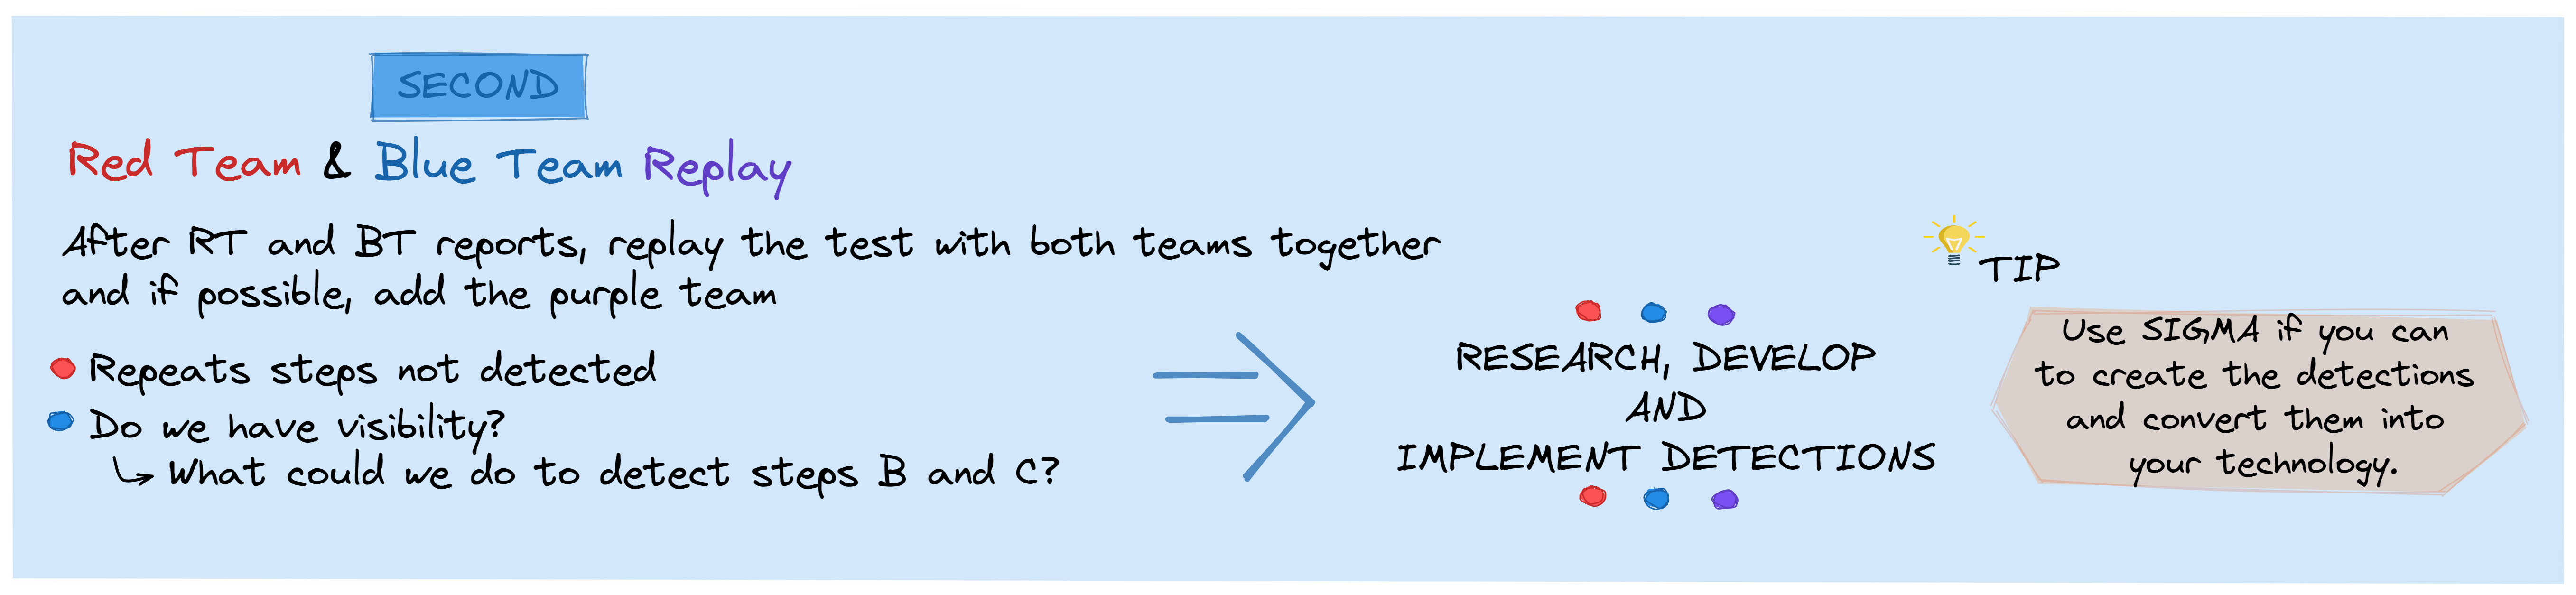 SECOND
Red Team & Blue Team Replay
After RT and BT reports, replay the test with both teams together
and if possible, add the purple team
Repeats steps not detected
Do we have visibility?
What could we do to detect steps B and C?
RESEARCH, DEVELOP
AND
IMPLEMENT DETECTIONS
TIP
Use SIGMA if you can
to create the detections
and convert them into
your technology.